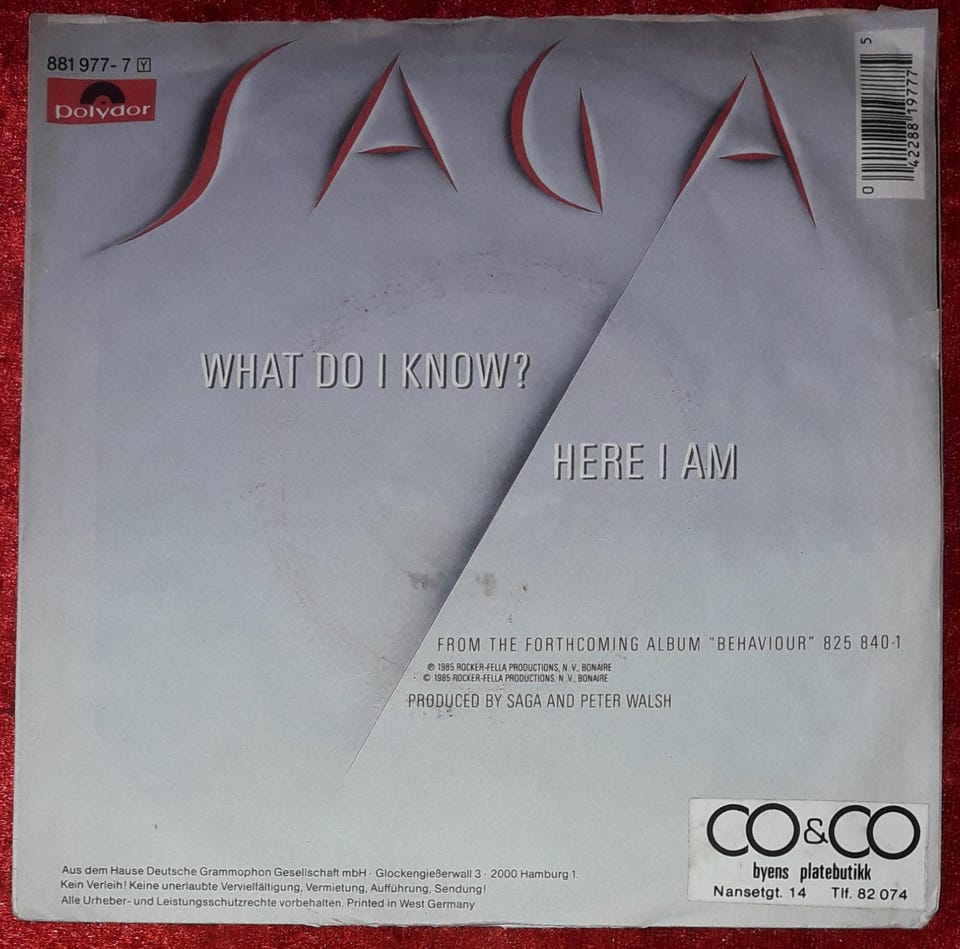 881 977-7 Y
polydor
SAGA
0 42288 19777 5
WHAT DO I KNOW?
HERE I AM
FROM THE FORTHCOMING ALBUM "BEHAVIOUR" 825 840-1
℗ 1985 ROCKER-FELLA PRODUCTIONS, N.V., BONAIRE
© 1985 ROCKER-FELLA PRODUCTIONS, N.V., BONAIRE
PRODUCED BY SAGA AND PETER WALSH
CO&CO
byens platebutikk
Nansetgt. 14 Tlf. 82 074
Aus dem Hause Deutsche Grammophon Gesellschaft mbH · Glockengießerwall 3 · 2000 Hamburg 1.
Kein Verleih! Keine unerlaubte Vervielfältigung, Vermietung, Aufführung, Sendung!
Alle Urheber- und Leistungsschutzrechte vorbehalten. Printed in West Germany